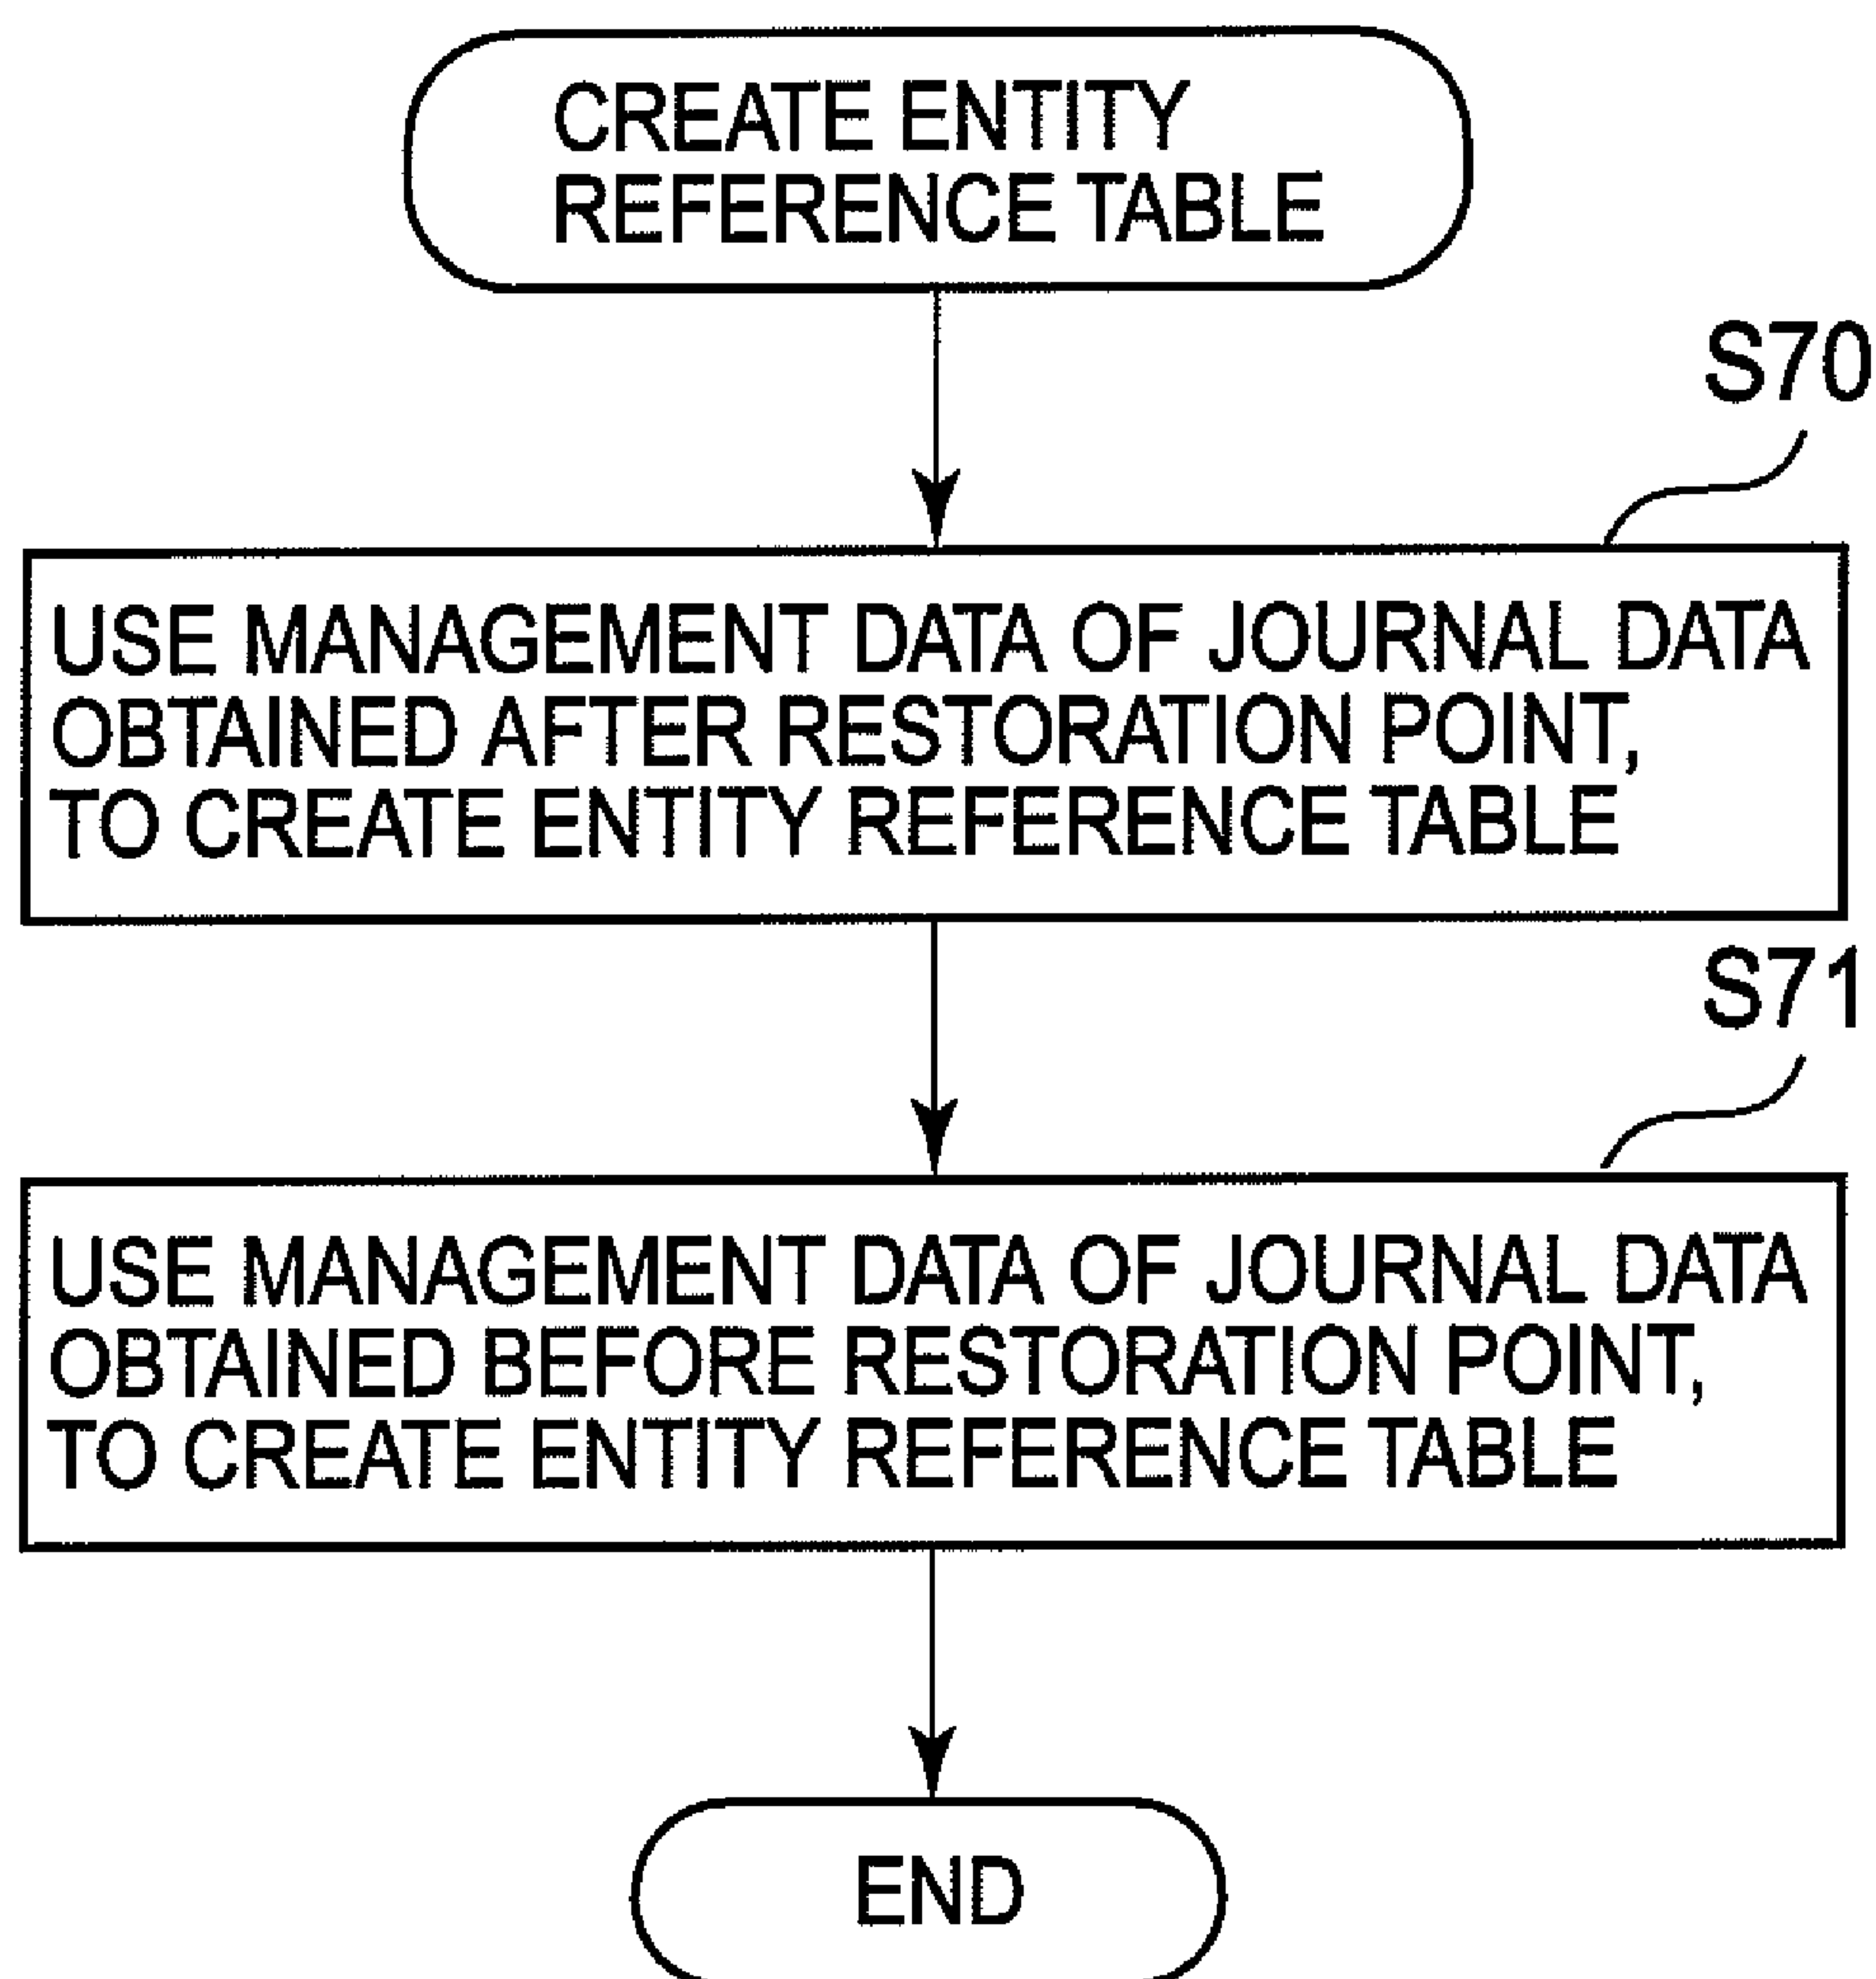 CREATE ENTITY
REFERENCE TABLE
S70
USE MANAGEMENT DATA OF JOURNAL DATA
OBTAINED AFTER RESTORATION POINT,
TO CREATE ENTITY REFERENCE TABLE
S71
USE MANAGEMENT DATA OF JOURNAL DATA
OBTAINED BEFORE RESTORATION POINT,
TO CREATE ENTITY REFERENCE TABLE
END